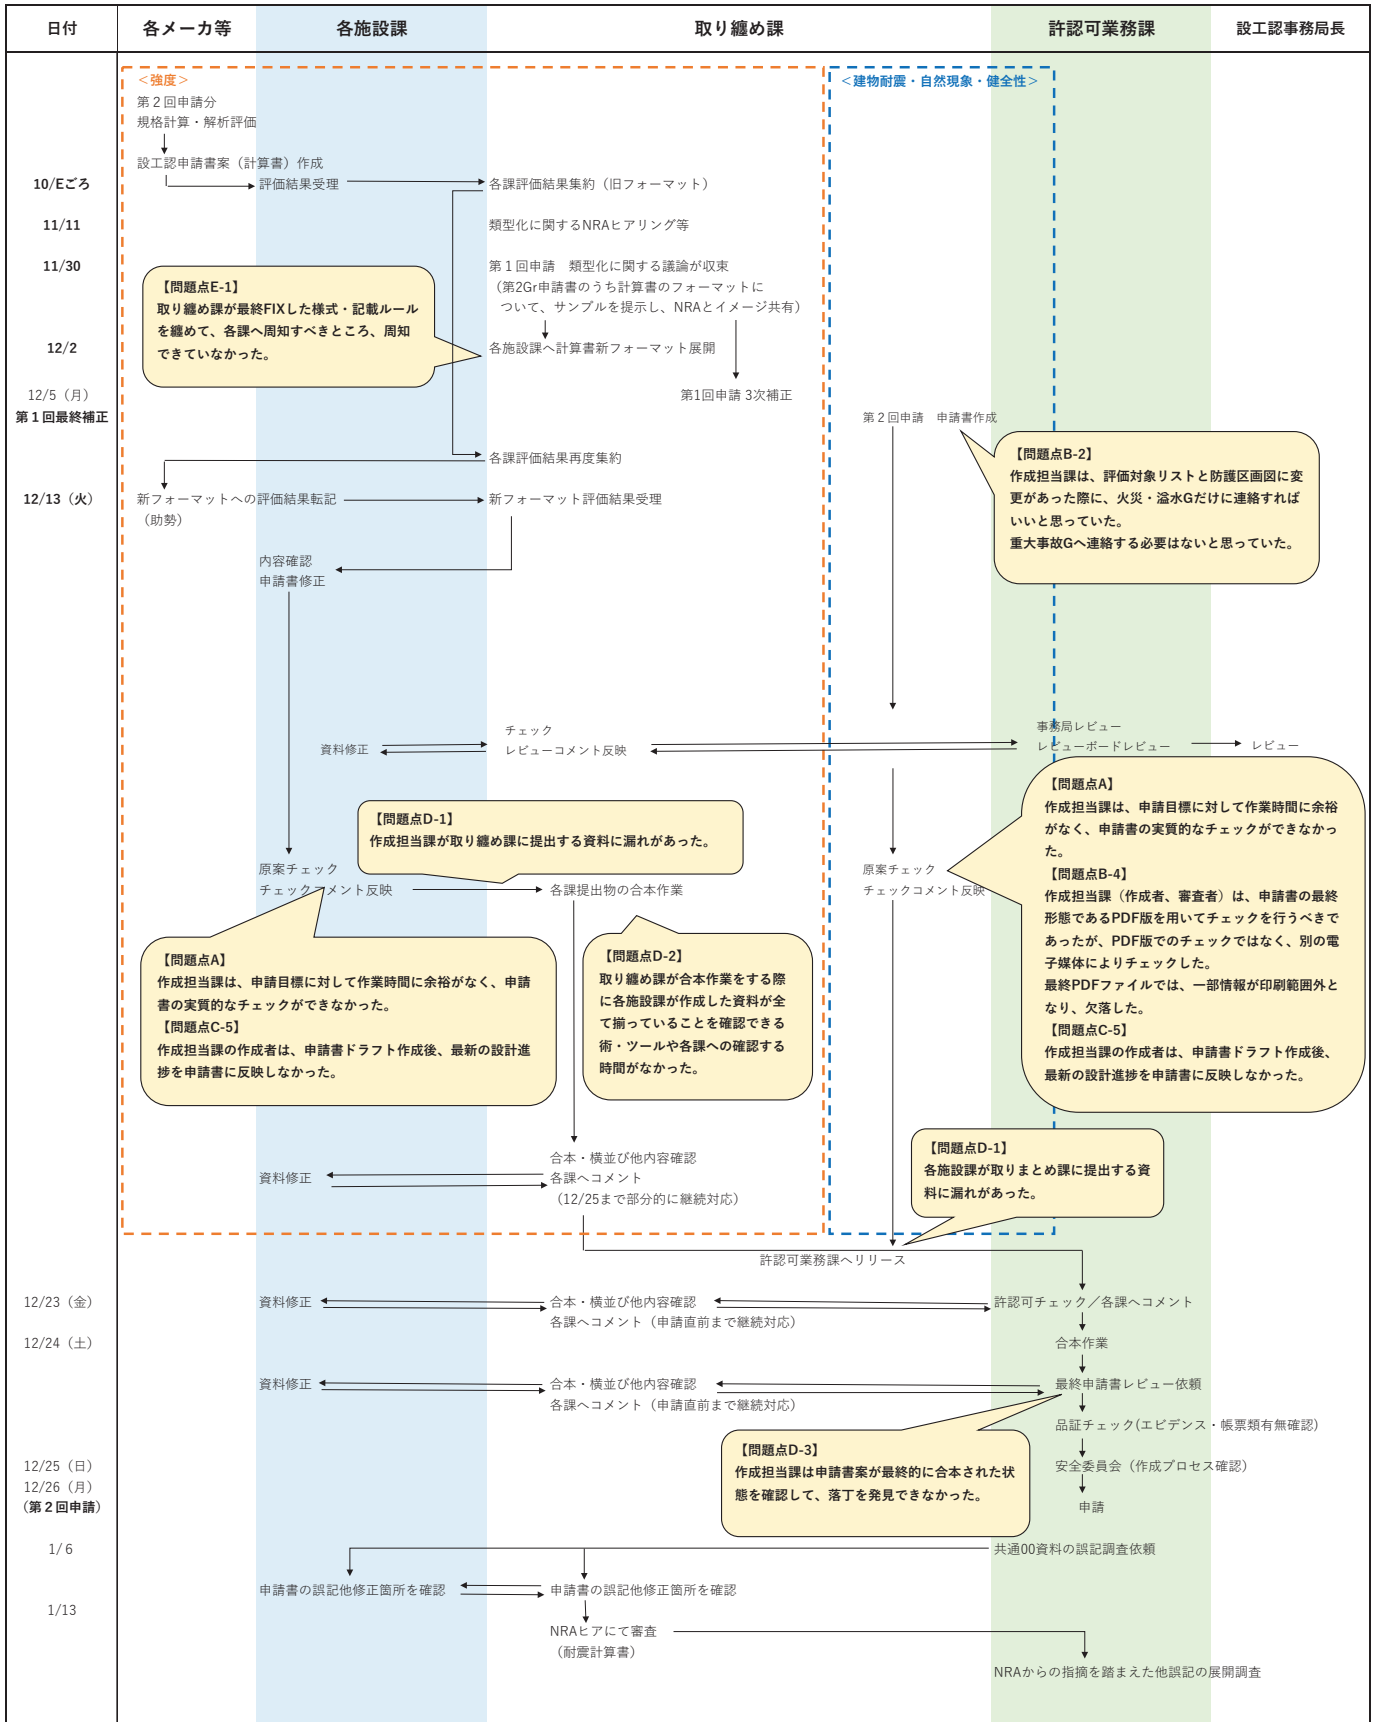 日付
各メーカ等
各施設課
取り纏め課
許認可業務課
設工認事務局長
＜強度＞
＜建物耐震・自然現象・健全性＞
第２回申請分
規格計算・解析評価
設工認申請書案（計算書）作成
10/Eごろ
評価結果受理
各課評価結果集約（旧フォーマット）
11/11
類型化に関するNRAヒアリング等
11/30
第１回申請　類型化に関する議論が収束
（第2Gr申請書のうち計算書のフォーマットに
ついて、サンプルを提示し、NRAとイメージ共有）
【問題点E-1】
取り纏め課が最終FIXした様式・記載ルール
を纏めて、各課へ周知すべきところ、周知
できていなかった。
12/2
各施設課へ計算書新フォーマット展開
12/5（月）
第１回最終補正
第1回申請 3次補正
第２回申請　申請書作成
【問題点B-2】
作成担当課は、評価対象リストと防護区画図に変
更があった際に、火災・溢水Gだけに連絡すれば
いいと思っていた。
重大事故Gへ連絡する必要はないと思っていた。
各課評価結果再度集約
12/13（火）
新フォーマットへの評価結果転記
（助勢）
新フォーマット評価結果受理
内容確認
申請書修正
資料修正
チェック
レビューコメント反映
事務局レビュー
レビューボードレビュー
レビュー
【問題点A】
作成担当課は、申請目標に対して作業時間に余裕
がなく、申請書の実質的なチェックができなかっ
た。
【問題点B-4】
作成担当課（作成者、審査者）は、申請書の最終
形態であるPDF版を用いてチェックを行うべきで
あったが、PDF版でのチェックではなく、別の電
子媒体によりチェックした。
最終PDFファイルでは、一部情報が印刷範囲外と
なり、欠落した。
【問題点C-5】
作成担当課の作成者は、申請書ドラフト作成後、
最新の設計進捗を申請書に反映しなかった。
【問題点D-1】
作成担当課が取り纏め課に提出する資料に漏れがあった。
原案チェック
チェックコメント反映
各課提出物の合本作業
原案チェック
チェックコメント反映
【問題点A】
作成担当課は、申請目標に対して作業時間に余裕がなく、申請
書の実質的なチェックができなかった。
【問題点C-5】
作成担当課の作成者は、申請書ドラフト作成後、最新の設計進
捗を申請書に反映しなかった。
【問題点D-2】
取り纏め課が合本作業をする際
に各施設課が作成した資料が全
て揃っていることを確認できる
術・ツールや各課への確認する
時間がなかった。
【問題点D-1】
各施設課が取りまとめ課に提出する資
料に漏れがあった。
資料修正
合本・横並び他内容確認
各課へコメント
（12/25まで部分的に継続対応）
許認可業務課へリリース
12/23（金）
資料修正
合本・横並び他内容確認
各課へコメント（申請直前まで継続対応）
許認可チェック／各課へコメント
12/24（土）
合本作業
資料修正
合本・横並び他内容確認
各課へコメント（申請直前まで継続対応）
最終申請書レビュー依頼
品証チェック(エビデンス・帳票類有無確認)
【問題点D-3】
作成担当課は申請書案が最終的に合本された状
態を確認して、落丁を発見できなかった。
12/25（日）
12/26（月）
（第２回申請）
安全委員会（作成プロセス確認）
申請
1/ 6
共通00資料の誤記調査依頼
申請書の誤記他修正箇所を確認
申請書の誤記他修正箇所を確認
1/13
NRAヒアにて審査
（耐震計算書）
NRAからの指摘を踏まえた他誤記の展開調査